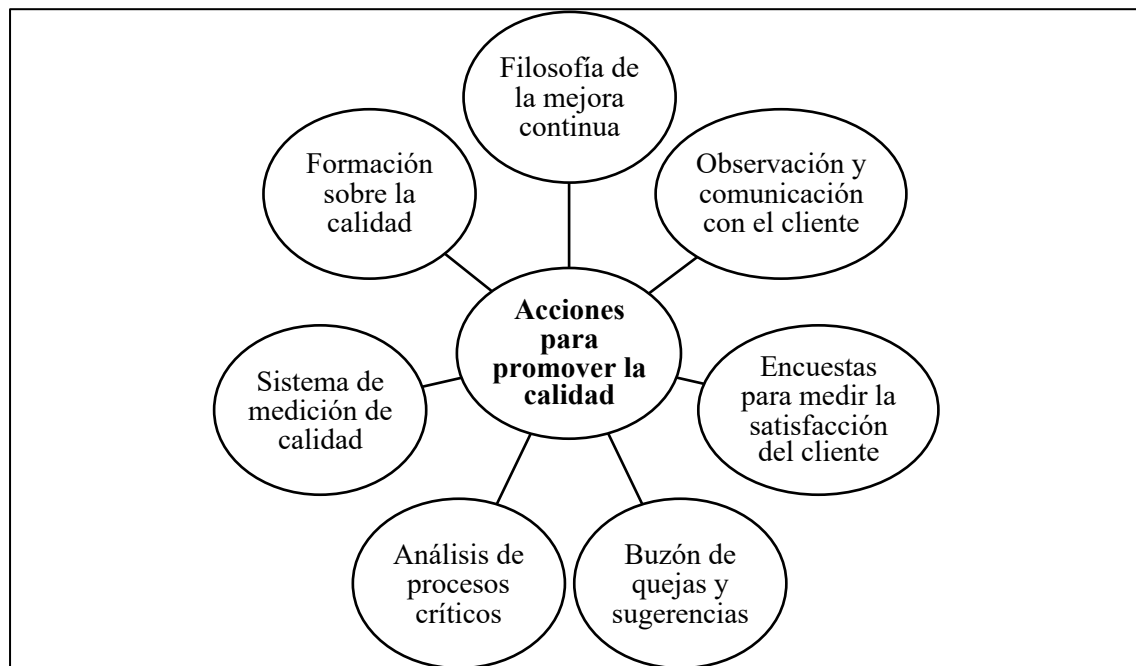 Filosofía de
la mejora
continua
Observación y
comunicación
con el cliente
Encuestas
para medir la
satisfacción
del cliente
Buzón de
quejas y
sugerencias
Análisis de
procesos
críticos
Sistema de
medición de
calidad
Formación
sobre la
calidad
Acciones
para
promover la
calidad